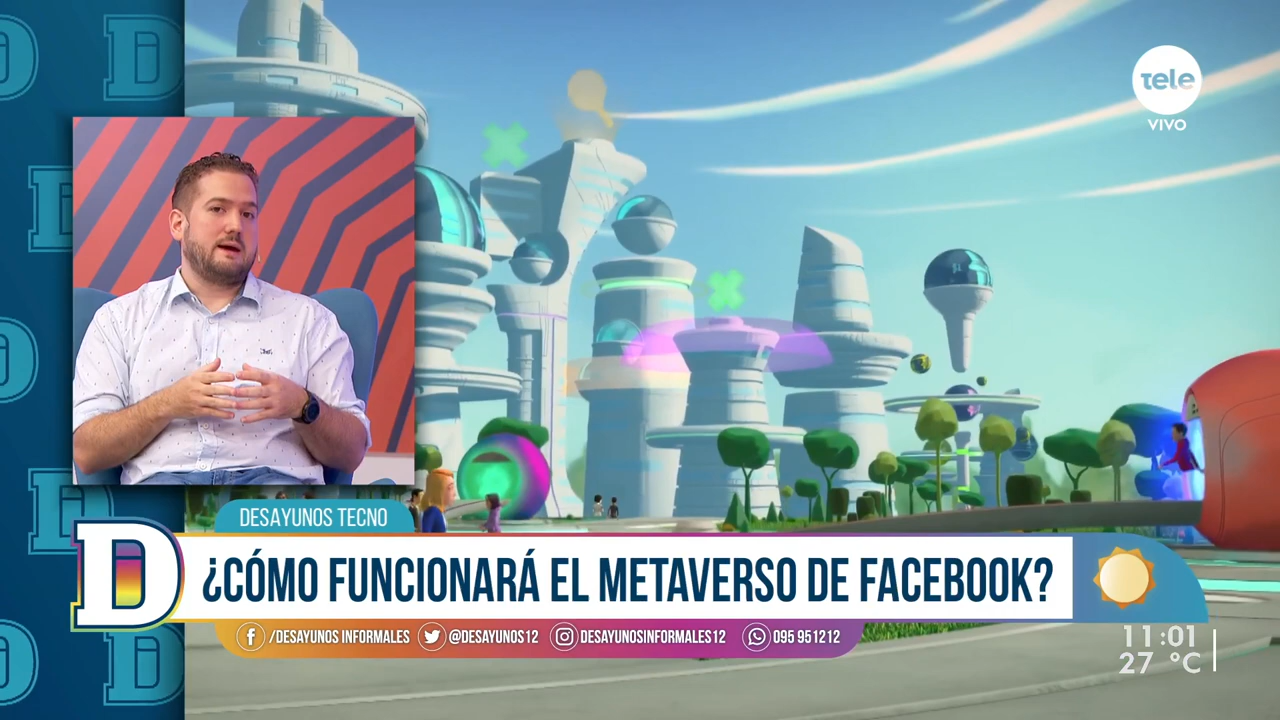 tele
VIVO
DESAYUNOS TECNO
¿CÓMO FUNCIONARÁ EL METAVERSO DE FACEBOOK?
/DESAYUNOS INFORMALES @DESAYUNOS12 DESAYUNOSINFORMALES12 095 951212
11:01
27 °C